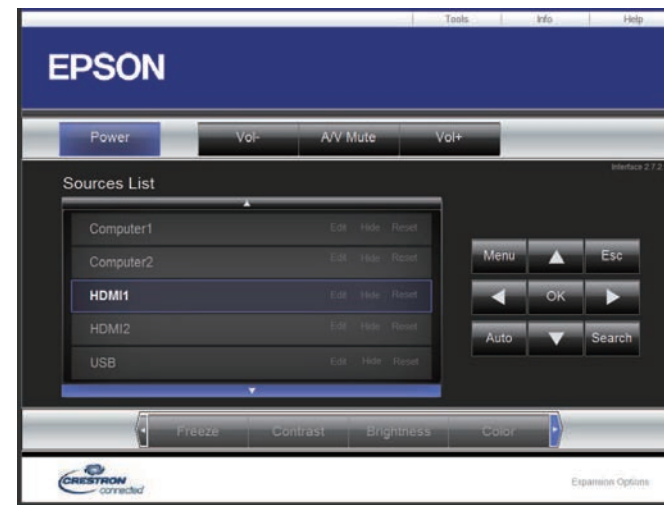 Tools Info Help
EPSON
Power Vol- A/V Mute Vol+
Interface 2.7.2
Sources List
Computer1 Edit Hide Reset
Computer2 Edit Hide Reset
HDMI1 Edit Hide Reset
HDMI2 Edit Hide Reset
USB Edit Hide Reset
Menu Esc
OK
Auto Search
Freeze Contrast Brightness Color
CRESTRON
connected
Expansion Options